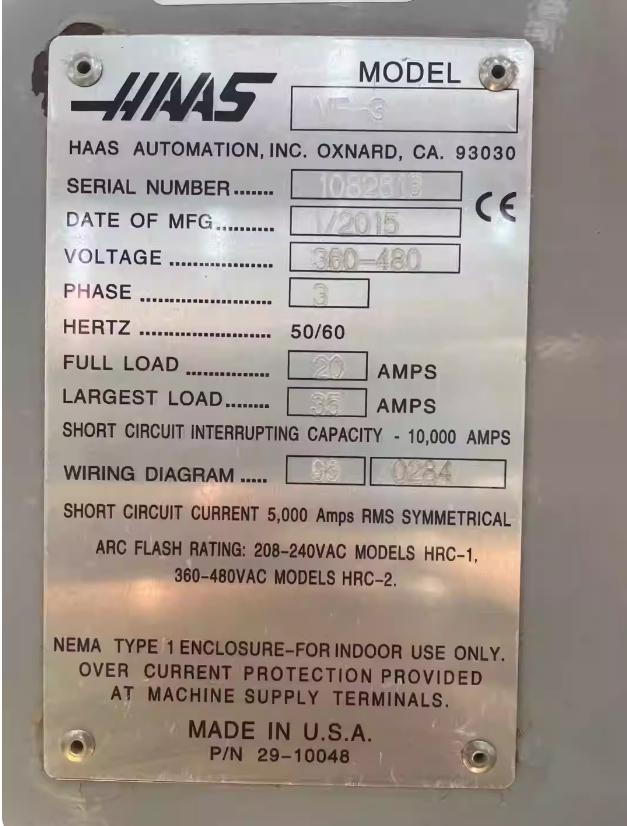 HAAS
MODEL VF-3
HAAS AUTOMATION, INC. OXNARD, CA. 93030
SERIAL NUMBER....... 1082813
DATE OF MFG.......... 1/2015
VOLTAGE ................. 360-480
PHASE ...................... 3
HERTZ ...................... 50/60
FULL LOAD ................ 20 AMPS
LARGEST LOAD........ 35 AMPS
SHORT CIRCUIT INTERRUPTING CAPACITY - 10,000 AMPS
WIRING DIAGRAM ..... 96 0284
CE
SHORT CIRCUIT CURRENT 5,000 Amps RMS SYMMETRICAL
ARC FLASH RATING: 208-240VAC MODELS HRC-1,
360-480VAC MODELS HRC-2.
NEMA TYPE 1 ENCLOSURE-FOR INDOOR USE ONLY.
OVER CURRENT PROTECTION PROVIDED
AT MACHINE SUPPLY TERMINALS.
MADE IN U.S.A.
P/N 29-10048